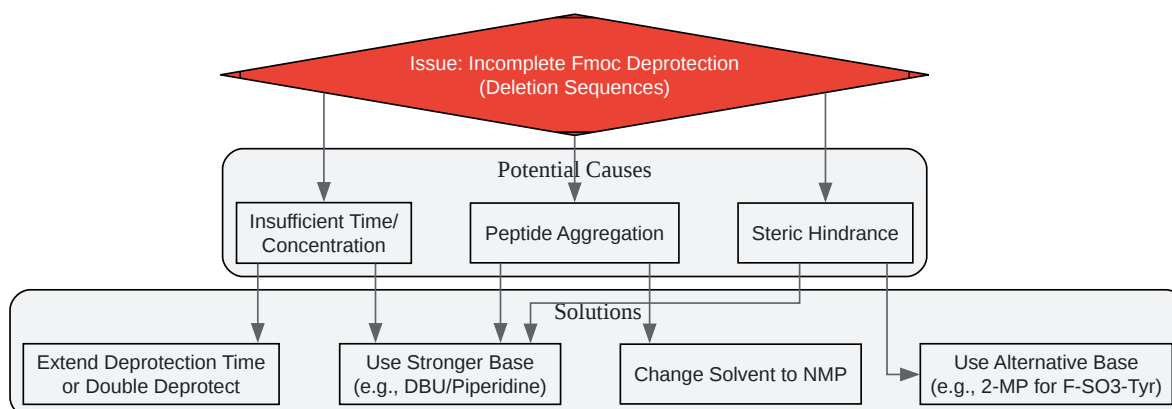 Issue: Incomplete Fmoc Deprotection
(Deletion Sequences)
Potential Causes
Insufficient Time/
Concentration
Peptide Aggregation
Steric Hindrance
Solutions
Extend Deprotection Time
or Double Deprotect
Use Stronger Base
(e.g., DBU/Piperidine)
Change Solvent to NMP
Use Alternative Base
(e.g., 2-MP for F-SO3-Tyr)